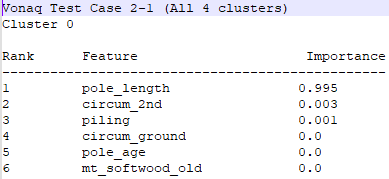 Vonaq Test Case 2-1 (All 4 clusters)
Cluster 0
Rank Feature Importance
------------------------------------------------
1 pole_length 0.995
2 circum_2nd 0.003
3 piling 0.001
4 circum_ground 0.0
5 pole_age 0.0
6 mt_softwood_old 0.0